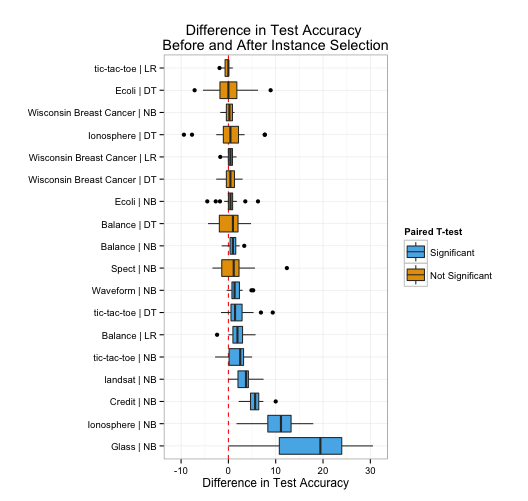 Difference in Test Accuracy
Before and After Instance Selection
tic-tac-toe | LR
Ecoli | DT
Wisconsin Breast Cancer | NB
Ionosphere | DT
Wisconsin Breast Cancer | LR
Wisconsin Breast Cancer | DT
Ecoli | NB
Balance | DT
Balance | NB
Spect | NB
Waveform | NB
tic-tac-toe | DT
Balance | LR
tic-tac-toe | NB
landsat | NB
Credit | NB
Ionosphere | NB
Glass | NB
-10 0 10 20 30
Difference in Test Accuracy
Paired T-test
Significant
Not Significant